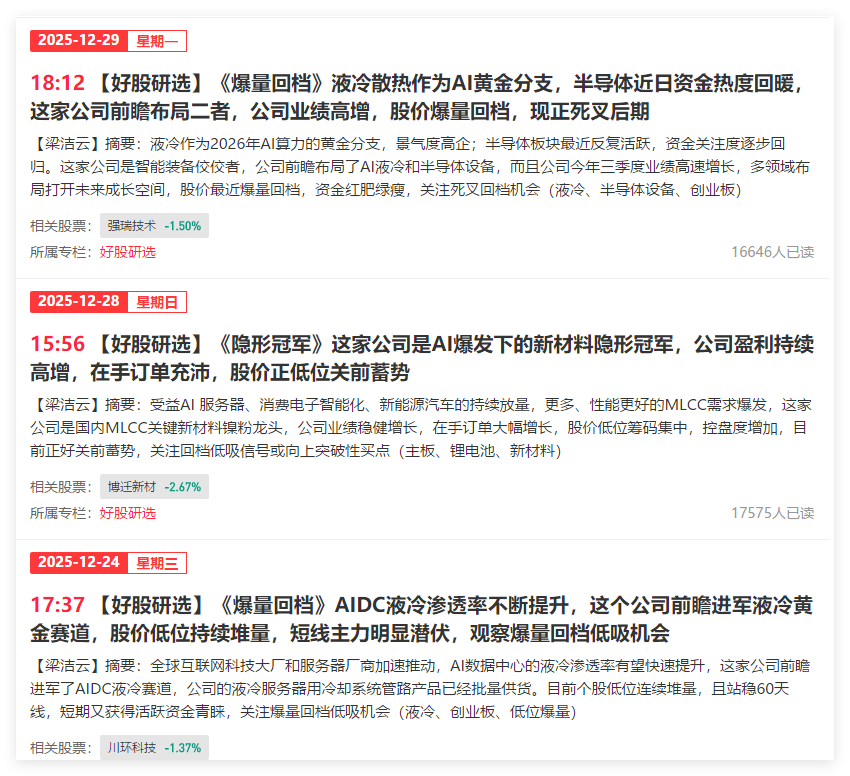 2025-12-29 星期一
18:12 【好股研选】《爆量回档》液冷散热作为AI黄金分支，半导体近日资金热度回暖，
这家公司前瞻布局二者，公司业绩高增，股价爆量回档，现正死叉后期
【梁洁云】摘要：液冷作为2026年AI算力的黄金分支，景气度高企；半导体板块最近反复活跃，资金关注度逐步回
归。这家公司是智能装备佼佼者，公司前瞻布局了AI液冷和半导体设备，而且公司今年三季度业绩高速增长，多领域布
局打开未来成长空间，股价最近爆量回档，资金红肥绿瘦，关注死叉回档机会（液冷、半导体设备、创业板）
相关股票： 强瑞技术 -1.50%
所属专栏：好股研选 16646人已读
2025-12-28 星期日
15:56 【好股研选】《隐形冠军》这家公司是AI爆发下的新材料隐形冠军，公司盈利持续
高增，在手订单充沛，股价正低位关前蓄势
【梁洁云】摘要：受益AI 服务器、消费电子智能化、新能源汽车的持续放量，更多、性能更好的MLCC需求爆发，这家
公司是国内MLCC关键新材料镍粉龙头，公司业绩稳健增长，在手订单大幅增长，股价低位筹码集中，控盘度增加，目
前正好关前蓄势，关注回档低吸信号或向上突破性买点（主板、锂电池、新材料）
相关股票： 博迁新材 -2.67%
所属专栏：好股研选 17575人已读
2025-12-24 星期三
17:37 【好股研选】《爆量回档》AIDC液冷渗透率不断提升，这个公司前瞻进军液冷黄
金赛道，股价低位持续堆量，短线主力明显潜伏，观察爆量回档低吸机会
【梁洁云】摘要：全球互联网科技大厂和服务器厂商加速推动，AI数据中心的液冷渗透率有望快速提升，这家公司前瞻
进军了AIDC液冷赛道，公司的液冷服务器用冷却系统管路产品已经批量供货。目前个股低位连续堆量，且站稳60天
线，短期又获得活跃资金青睐，关注爆量回档低吸机会（液冷、创业板、低位爆量）
相关股票： 川环科技 -1.37%